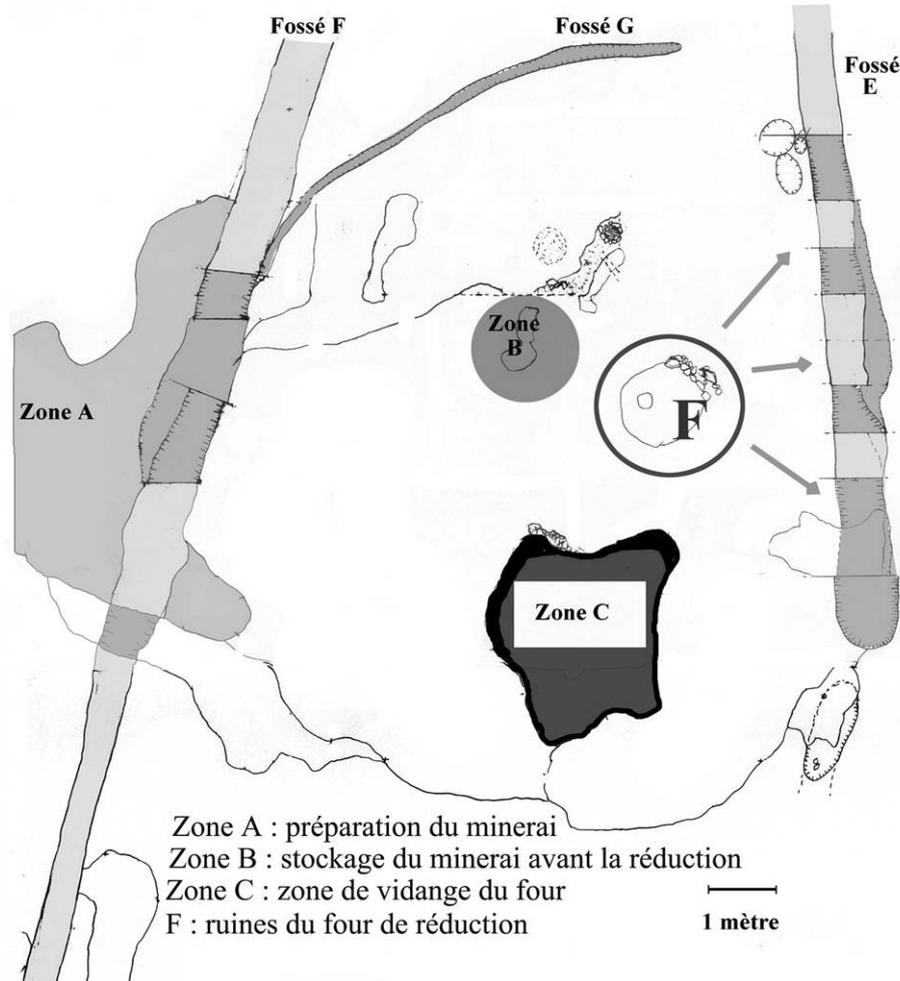 Fossé F
Fossé G
Fossé
E
Zone
B
Zone A
F
Zone C
Zone A : préparation du minerai
Zone B : stockage du minerai avant la réduction
Zone C : zone de vidange du four
F : ruines du four de réduction
1 mètre